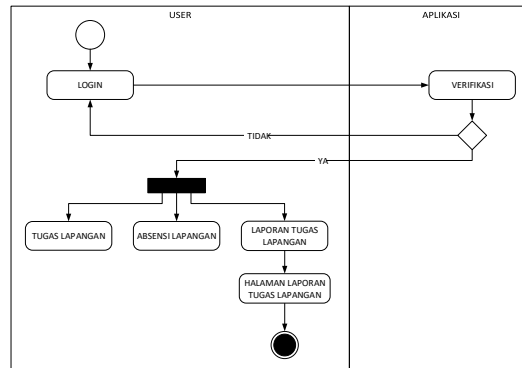 USER
APLIKASI
LOGIN
VERIFIKASI
TIDAK
YA
TUGAS LAPANGAN
ABSENSI LAPANGAN
LAPORAN TUGAS
LAPANGAN
HALAMAN LAPORAN
TUGAS LAPANGAN